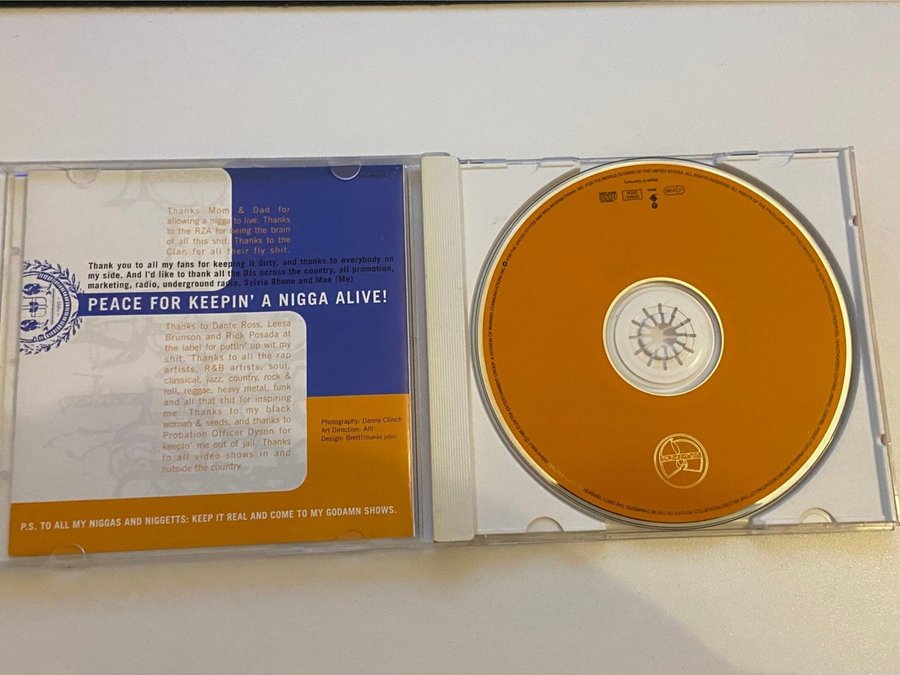 Thanks Mom & Dad for
allowing a nigga to live. Thanks
to the RZA for being the brain
of all this shit. Thanks to the
Clan for all their fly shit.
Thank you to all my fans for keeping it dirty, and thanks to everybody on
my side. And I'd like to thank all the DJs across the country, all promotion,
marketing, radio, underground radio, Sylvia Rhone and Mae (Me)
PEACE FOR KEEPIN' A NIGGA ALIVE!
Thanks to Dante Ross, Leesa
Brunson and Rick Posada at
the label for puttin' up wit my
shit. Thanks to all the rap
artists, R&B artists, soul,
classical, jazz, country, rock &
roll, reggae, heavy metal, funk
and all that shit for inspiring
me. Thanks to my black
woman & seeds, and thanks to
Probation Officer Dyson for
keepin' me out of jail. Thanks
to all video shows in and
outside the country.
Photography: Danny Clinch
Art Direction: Alli
Design: Brett!(thanks john)
P.S. TO ALL MY NIGGAS AND NIGGETTS: KEEP IT REAL AND COME TO MY GODAMN SHOWS.
Made in Germany